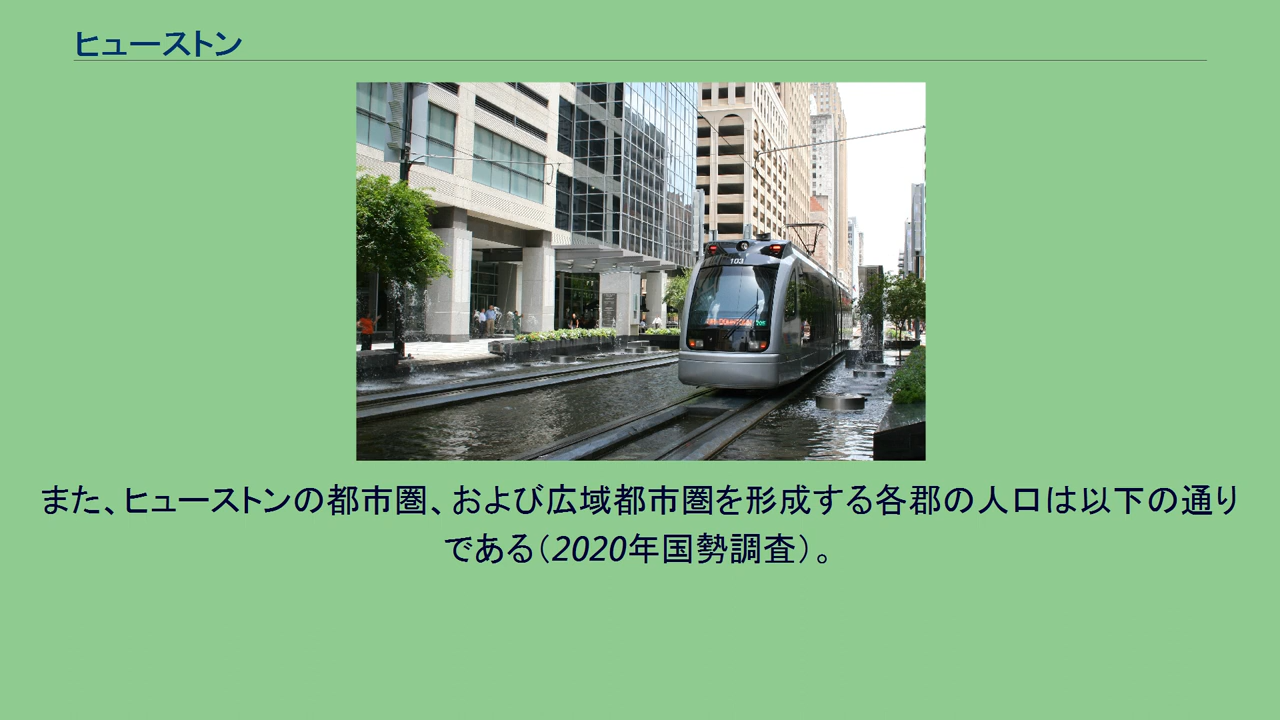 ヒューストン
103
また、ヒューストンの都市圏、および広域都市圏を形成する各郡の人口は以下の通り
である（2020年国勢調査）。